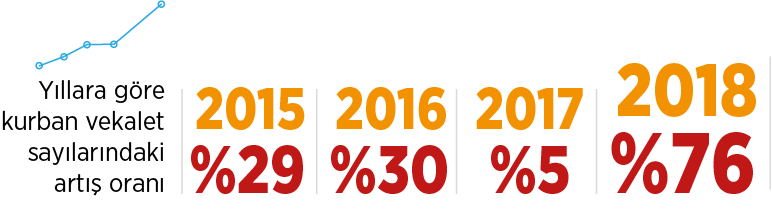 Yıllara göre
kurban vekalet
sayılarındaki
artış oranı
2015
%29
2016
%30
2017
%5
2018
%76